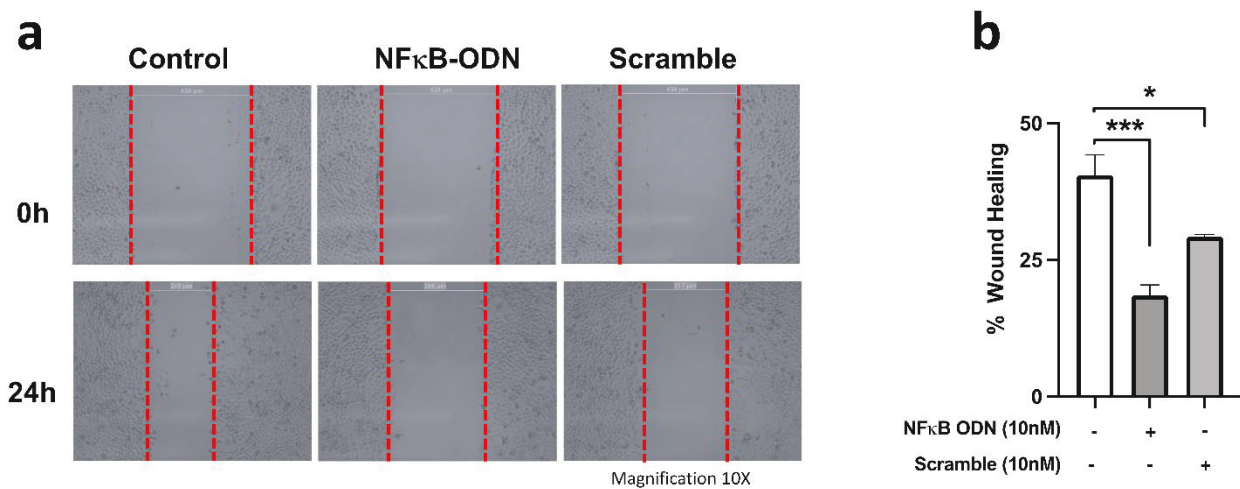 a
Control NFκB-ODN Scramble
0h
24h
Magnification 10X
b
*
***
50
25
0
% Wound Healing
NFκB ODN (10nM) - + -
Scramble (10nM) - - +